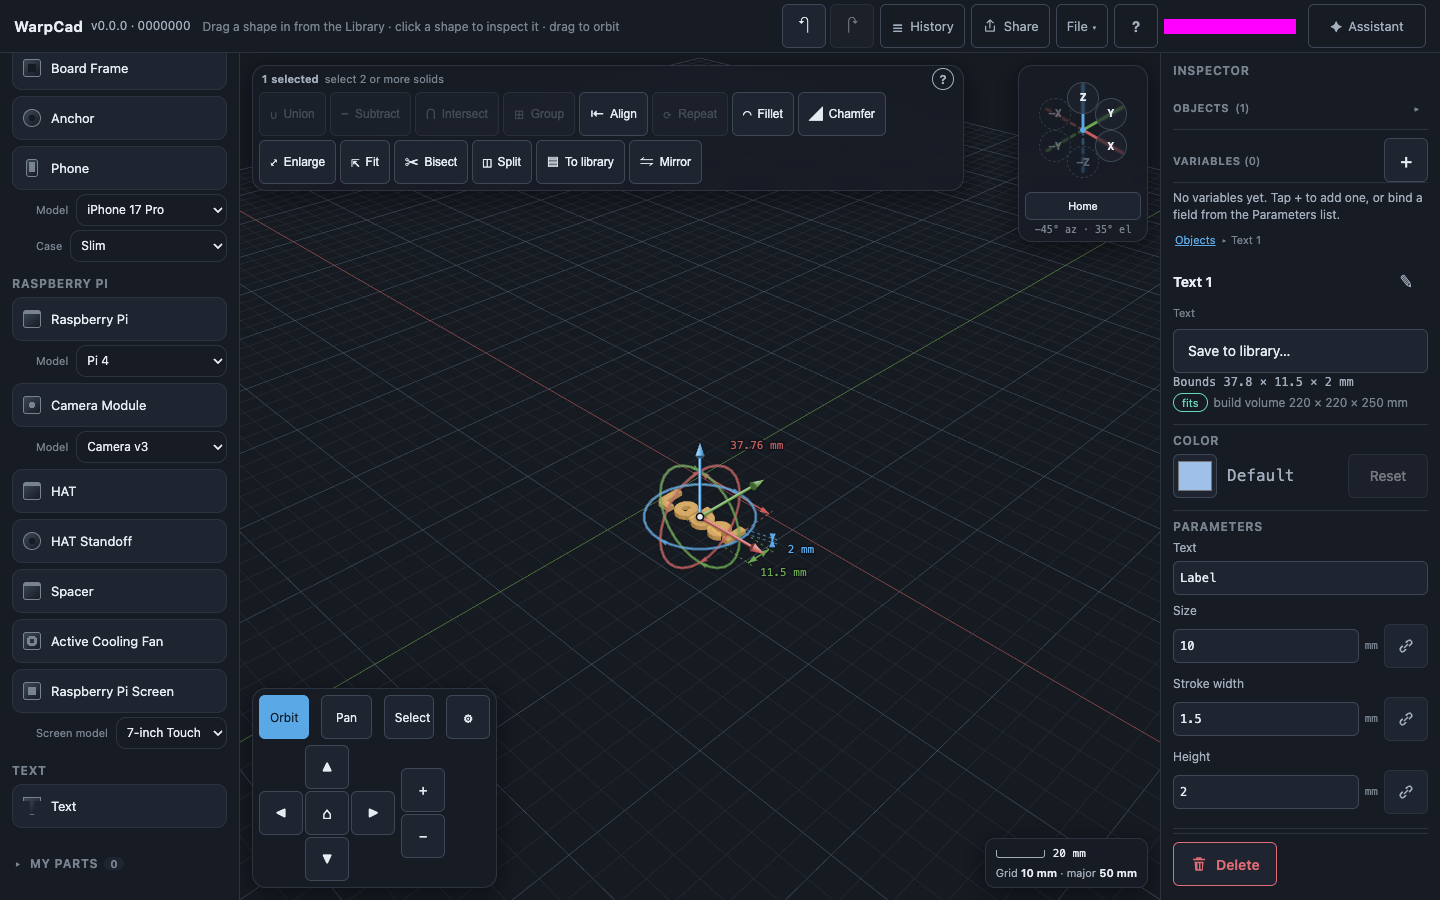 WarpCad v0.0.0 · 0000000 Drag a shape in from the Library · click a shape to inspect it · drag to orbit
History
Share
File
?
Assistant
Board Frame
Anchor
Phone
Model iPhone 17 Pro
Case Slim
RASPBERRY PI
Raspberry Pi
Model Pi 4
Camera Module
Model Camera v3
HAT
HAT Standoff
Spacer
Active Cooling Fan
Raspberry Pi Screen
Screen model 7-inch Touch
TEXT
Text
MY PARTS 0
1 selected select 2 or more solids
?
Union
Subtract
Intersect
Group
Align
Repeat
Fillet
Chamfer
Enlarge
Fit
Bisect
Split
To library
Mirror
Z
Y
X
−X
−Y
−Z
Home
−45° az · 35° el
37.76 mm
2 mm
11.5 mm
Orbit
Pan
Select
+
−
20 mm
Grid 10 mm · major 50 mm
INSPECTOR
OBJECTS (1)
VARIABLES (0)
+
No variables yet. Tap + to add one, or bind a
field from the Parameters list.
Objects ▸ Text 1
Text 1
Text
Save to library...
Bounds 37.8 × 11.5 × 2 mm
fits build volume 220 × 220 × 250 mm
COLOR
Default
Reset
PARAMETERS
Text
Label
Size
10 mm
Stroke width
1.5 mm
Height
2 mm
Delete